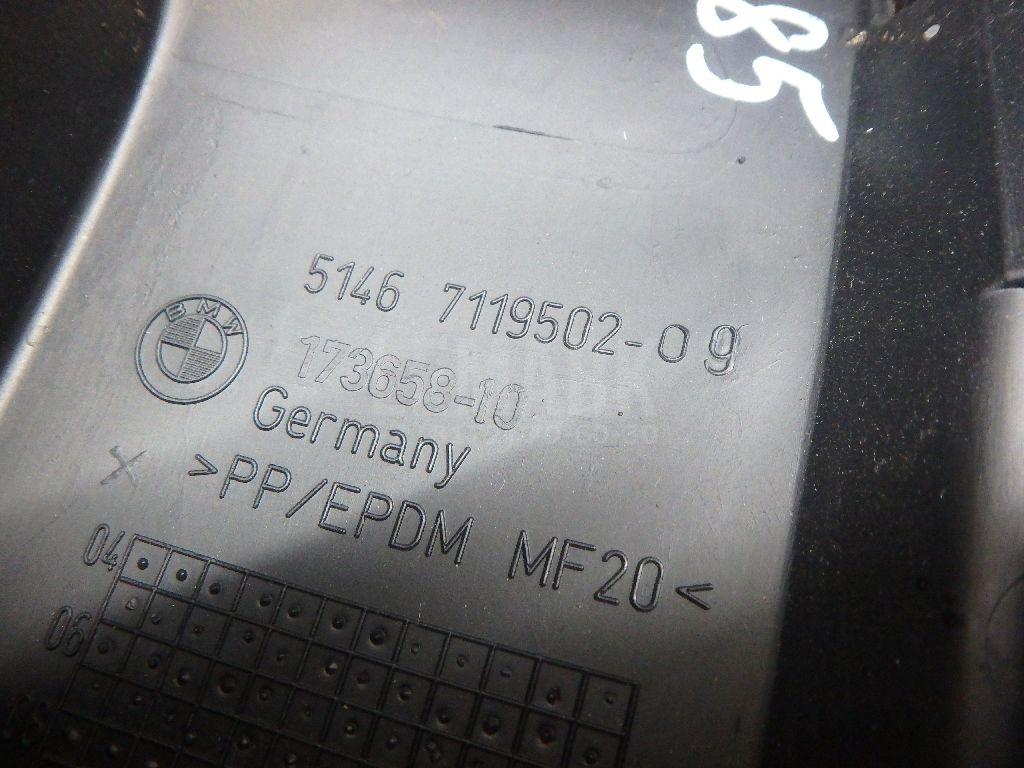 85
5146 7119502-09
BMW
173658-10
Germany
>PP/EPDM MF20<
04
06